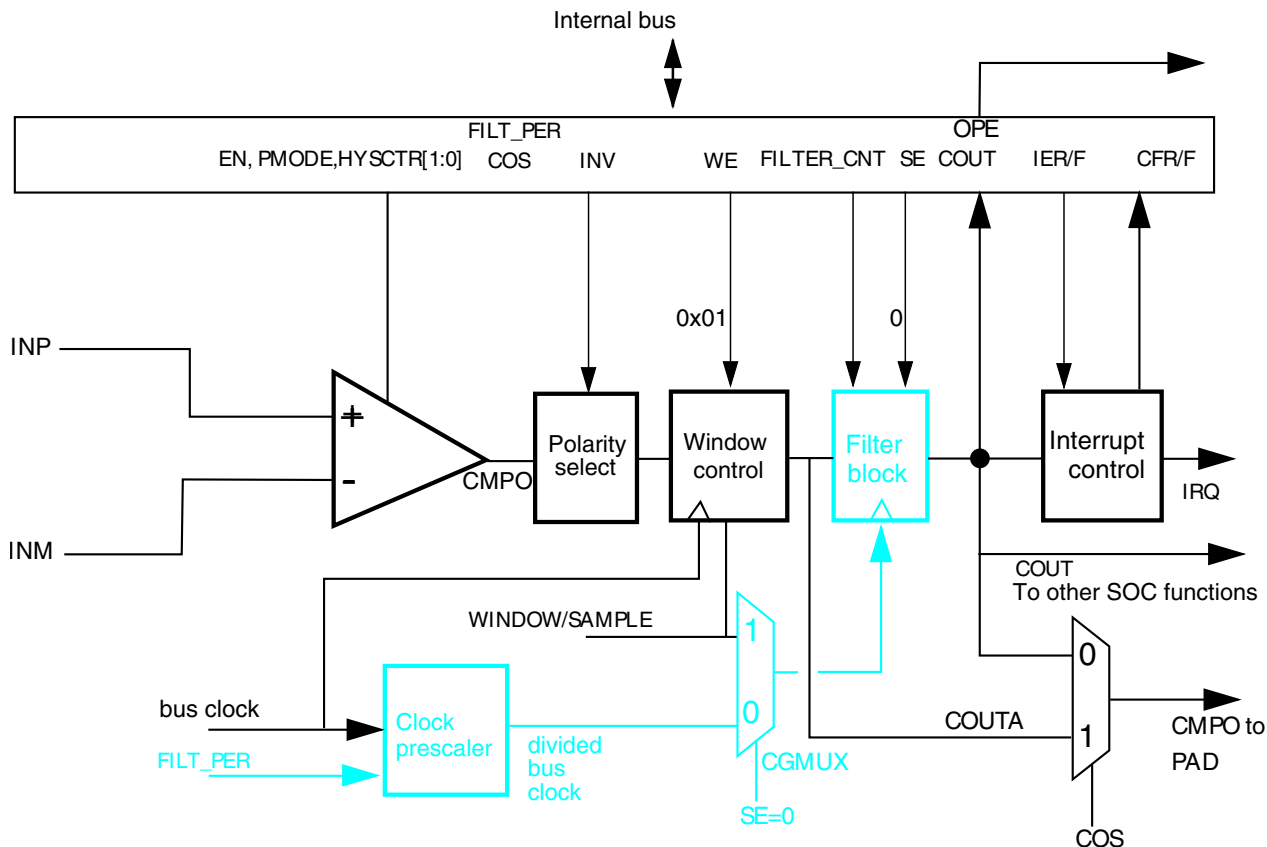 Internal bus
FILT_PER
OPE
EN, PMODE,HYSCTR[1:0]
COS
INV
WE
FILTER_CNT
SE
COUT
IER/F
CFR/F
0x01
0
INP
+
-
INM
CMPO
Polarity
select
Window
control
Filter
block
Interrupt
control
IRQ
COUT
To other SOC functions
WINDOW/SAMPLE
1
0
bus clock
FILT_PER
Clock
prescaler
divided
bus
clock
CGMUX
SE=0
COUTA
0
1
CMPO to
PAD
COS